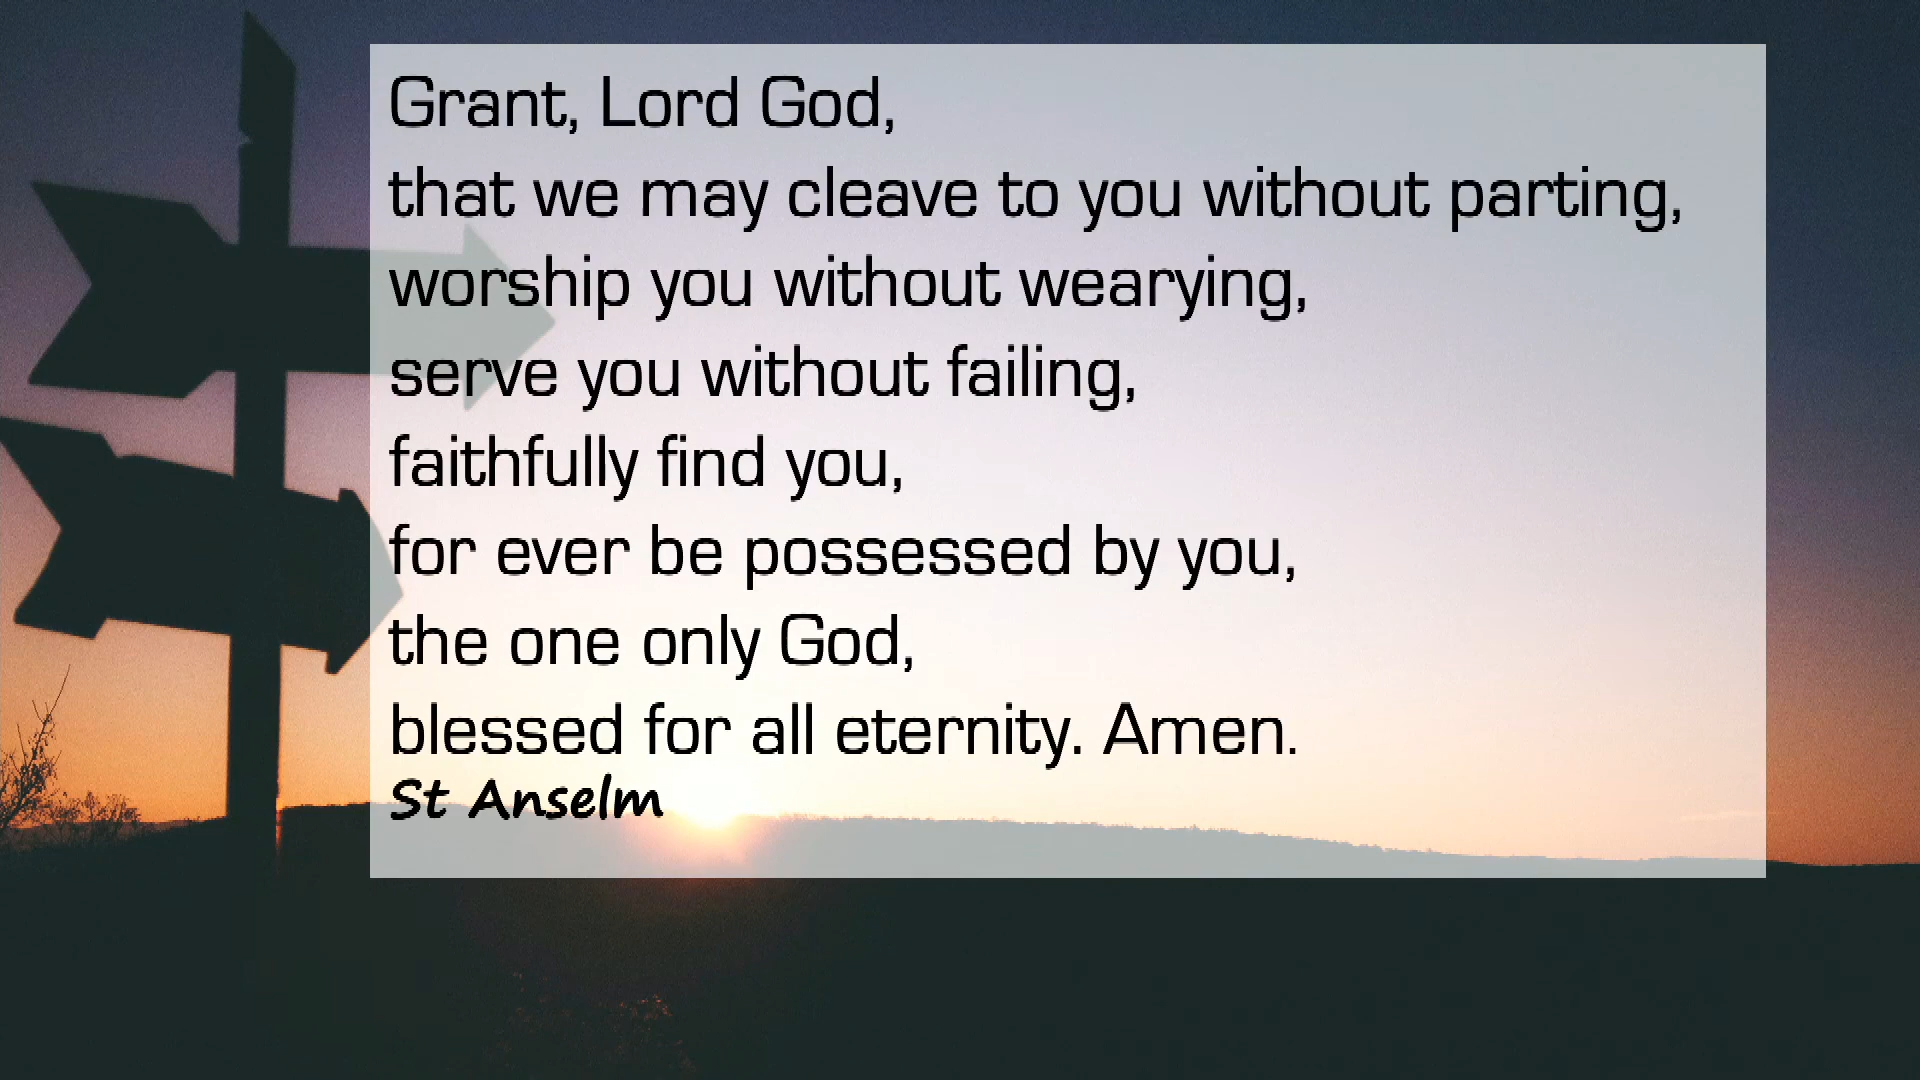 Grant, Lord God,
that we may cleave to you without parting,
worship you without wearying,
serve you without failing,
faithfully find you,
for ever be possessed by you,
the one only God,
blessed for all eternity. Amen.
St Anselm